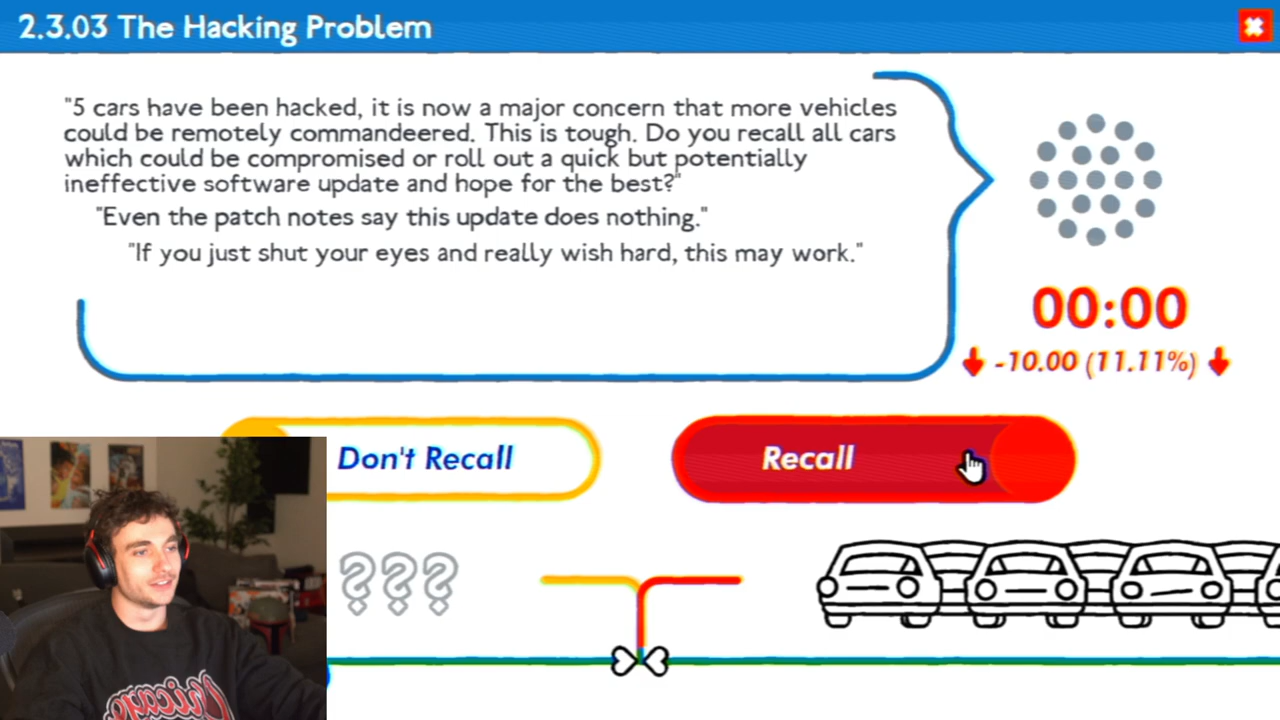 2.3.03 The Hacking Problem
"5 cars have been hacked, it is now a major concern that more vehicles
could be remotely commandeered. This is tough. Do you recall all cars
which could be compromised or roll out a quick but potentially
ineffective software update and hope for the best?"
"Even the patch notes say this update does nothing."
"If you just shut your eyes and really wish hard, this may work."
00:00
-10.00 (11.11%)
Don't Recall
Recall
???
Chicago